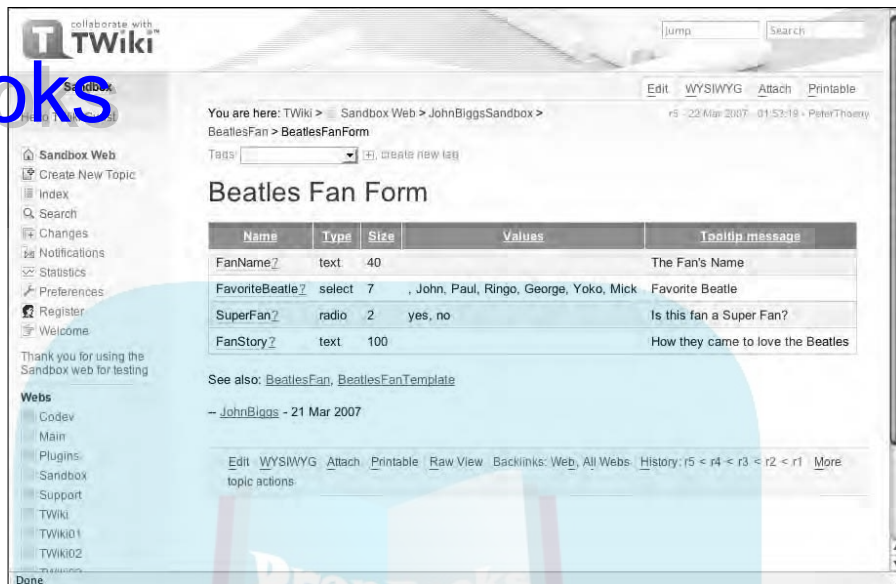 collaborate with
TWiki™
Jump
Search
oks
Sandbox
Edit WYSIWYG Attach Printable
Hello
You are here: TWiki > Sandbox Web > JohnBiggsSandbox >
BeatlesFan > BeatlesFanForm
r5 - 22 Mar 2007 - 01:53:19 -
Tags: create new tag
Sandbox Web
Create New Topic
Index
Search
Changes
Notifications
Statistics
Preferences
Register
Welcome
Thank you for using the
Sandbox web for testing
Webs
Codev
Main
Plugins
Sandbox
Support
TWiki
TWiki01
TWiki02
Beatles Fan Form
Name Type Size Values Tooltip message
FanName? text 40 The Fan's Name
FavoriteBeatle? select 7 , John, Paul, Ringo, George, Yoko, Mick Favorite Beatle
SuperFan? radio 2 yes, no Is this fan a Super Fan?
FanStory? text 100 How they came to love the Beatles
See also: BeatlesFan, BeatlesFanTemplate
-- JohnBiggs - 21 Mar 2007
Edit WYSIWYG Attach Printable Raw View Backlinks: Web, All Webs History: r5 < r4 < r3 < r2 < r1 More
topic actions
DropBooks
Done